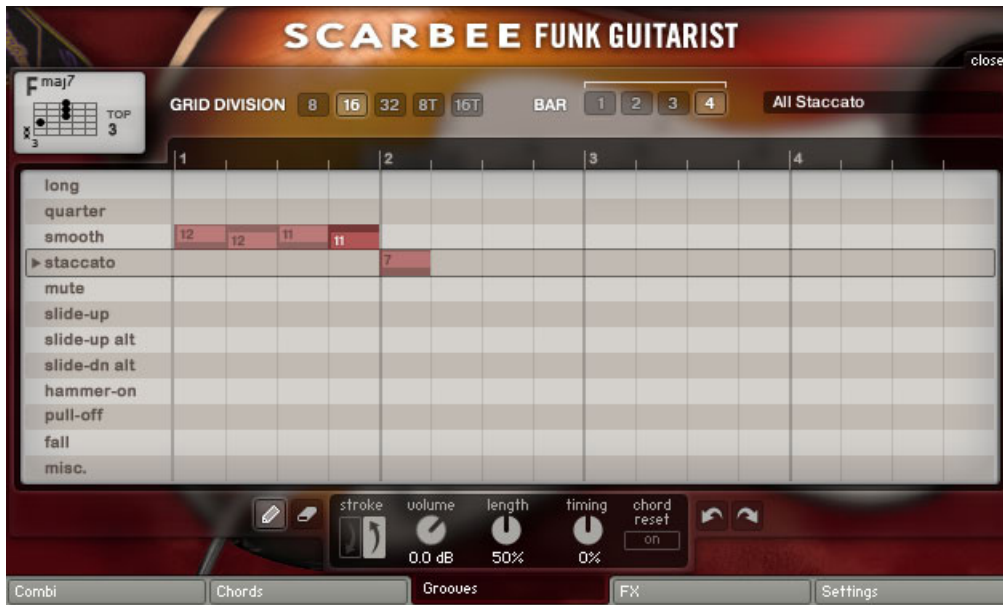 SCARBEE FUNK GUITARIST
close
F maj7
TOP
3
x
3
GRID DIVISION 8 16 32 8T 16T BAR 1 2 3 4 All Staccato
1 2 3 4
long
quarter
smooth 12 12 11 11
staccato 7
mute
slide-up
slide-up alt
slide-dn alt
hammer-on
pull-off
fall
misc.
stroke volume length timing chord reset
on
0.0 dB 50% 0%
Combi Chords Grooves FX Settings